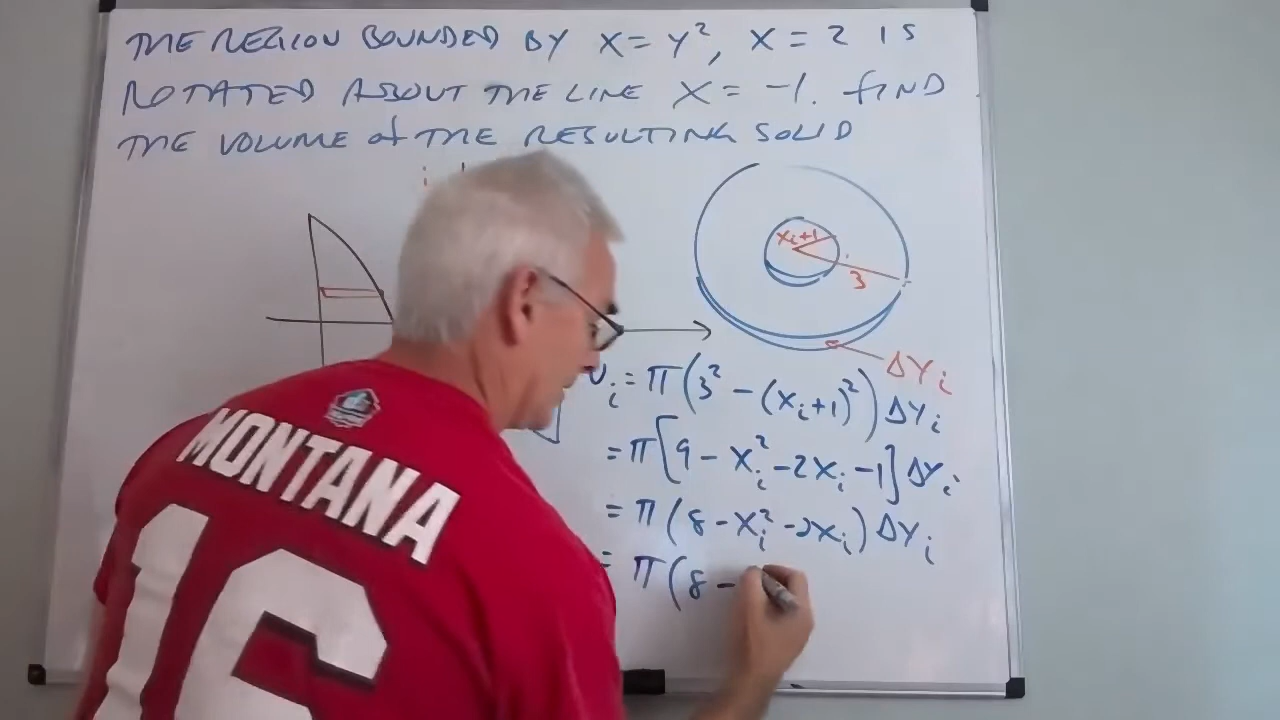 THE REGION BOUNDED BY X = Y², X = 2 IS
ROTATED ABOUT THE LINE X = -1. FIND
THE VOLUME of THE RESULTING SOLID
xᵢ+1
3
ΔYᵢ
Vᵢ = π(3² - (xᵢ+1)²) ΔYᵢ
= π[9 - xᵢ² - 2xᵢ - 1] ΔYᵢ
= π(8 - xᵢ² - 2xᵢ) ΔYᵢ
= π(8 -
MONTANA
16